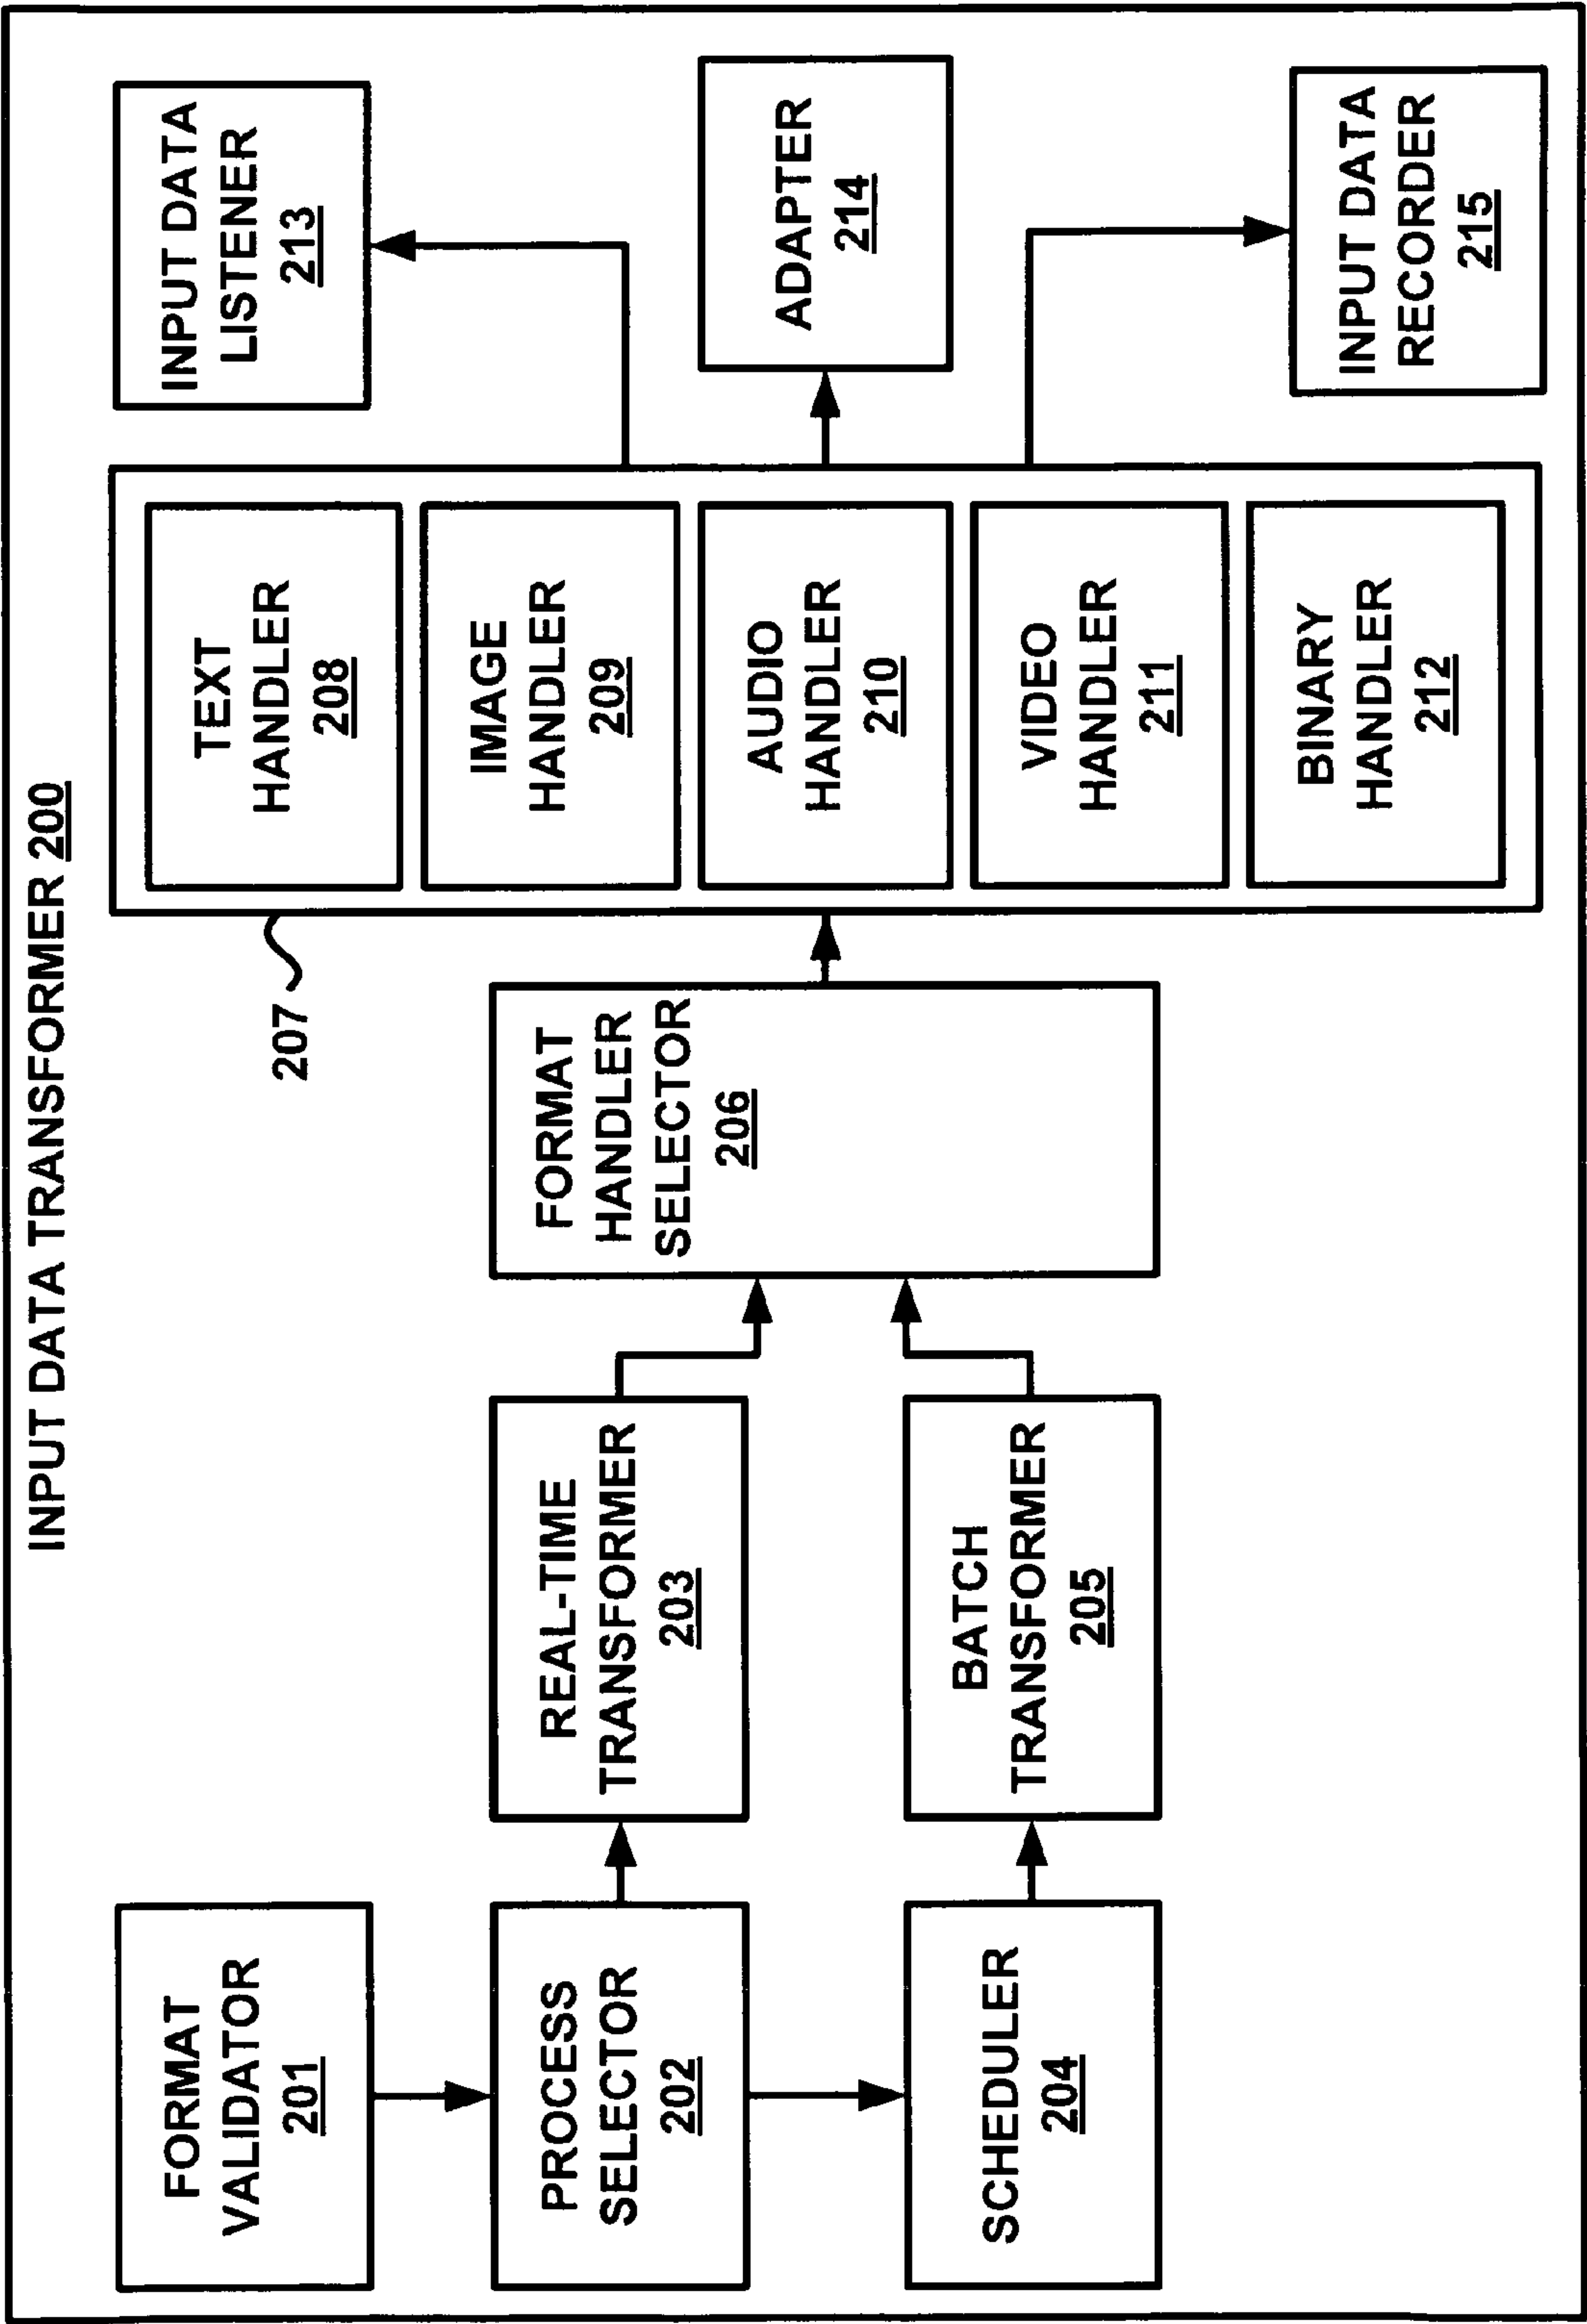 INPUT DATA TRANSFORMER 200
FORMAT
VALIDATOR
201
PROCESS
SELECTOR
202
SCHEDULER
204
REAL-TIME
TRANSFORMER
203
BATCH
TRANSFORMER
205
FORMAT
HANDLER
SELECTOR
206
207
TEXT
HANDLER
208
IMAGE
HANDLER
209
AUDIO
HANDLER
210
VIDEO
HANDLER
211
BINARY
HANDLER
212
INPUT DATA
LISTENER
213
ADAPTER
214
INPUT DATA
RECORDER
215